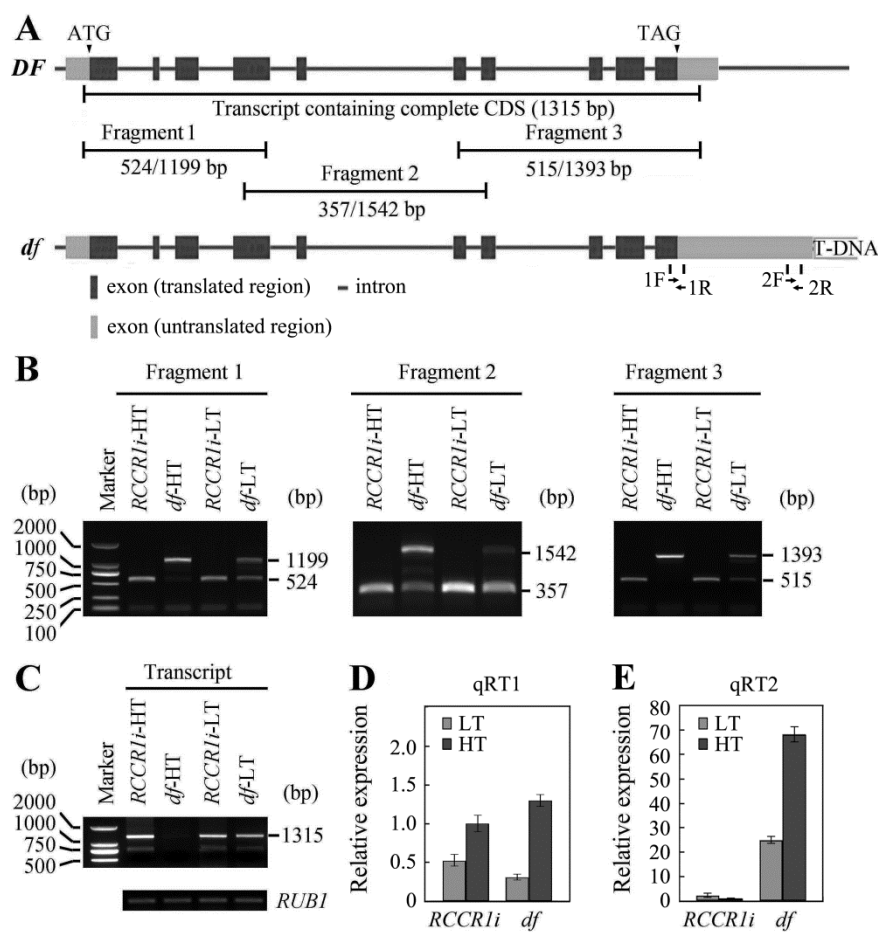 A
ATG
TAG
DF
Transcript containing complete CDS (1315 bp)
Fragment 1
Fragment 3
524/1199 bp
515/1393 bp
Fragment 2
357/1542 bp
df
T-DNA
1F
1R
2F
2R
exon (translated region)
intron
exon (untranslated region)
B
Fragment 1
Fragment 2
Fragment 3
Marker
RCCR1i-HT
df-HT
RCCR1i-LT
df-LT
RCCR1i-HT
df-HT
RCCR1i-LT
df-LT
RCCR1i-HT
df-HT
RCCR1i-LT
df-LT
(bp)
(bp)
(bp)
(bp)
2000
1000
750
500
250
100
1199
524
1542
357
1393
515
C
Transcript
Marker
RCCR1i-HT
df-HT
RCCR1i-LT
df-LT
(bp)
(bp)
2000
1000
750
500
1315
RUB1
D
qRT1
Relative expression
LT
HT
2.0
1.5
1.0
0.5
0
RCCR1i df
E
qRT2
Relative expression
LT
HT
80
70
60
50
40
30
20
10
0
RCCR1i df